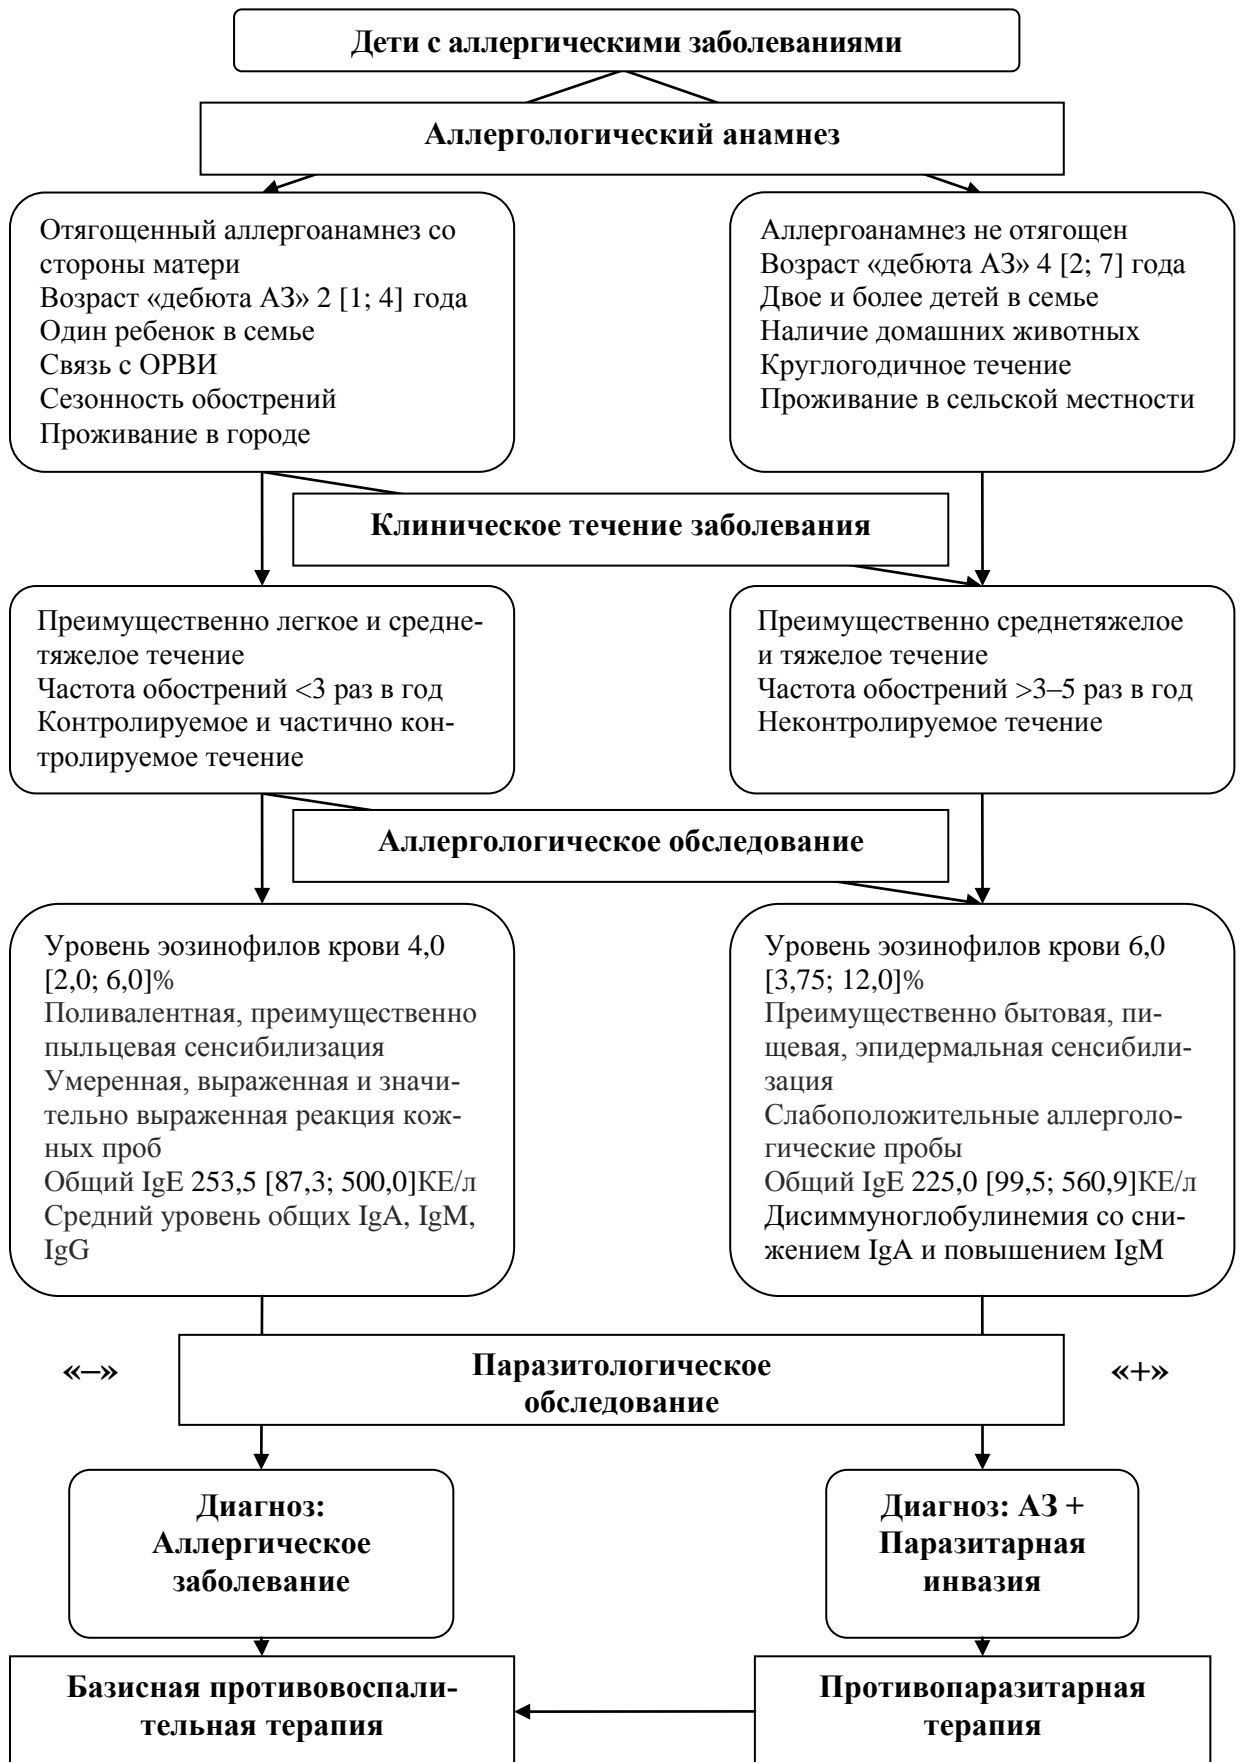 Дети с аллергическими заболеваниями
Аллергологический анамнез
Отягощенный аллергоанамнез со
стороны матери
Возраст «дебюта АЗ» 2 [1; 4] года
Один ребенок в семье
Связь с ОРВИ
Сезонность обострений
Проживание в городе
Аллергоанамнез не отягощен
Возраст «дебюта АЗ» 4 [2; 7] года
Двое и более детей в семье
Наличие домашних животных
Круглогодичное течение
Проживание в сельской местности
Клиническое течение заболевания
Преимущественно легкое и средне-
тяжелое течение
Частота обострений <3 раз в год
Контролируемое и частично кон-
тролируемое течение
Преимущественно среднетяжелое
и тяжелое течение
Частота обострений >3–5 раз в год
Неконтролируемое течение
Аллергологическое обследование
Уровень эозинофилов крови 4,0
[2,0; 6,0]%
Поливалентная, преимущественно
пыльцевая сенсибилизация
Умеренная, выраженная и значи-
тельно выраженная реакция кож-
ных проб
Общий IgE 253,5 [87,3; 500,0]КЕ/л
Средний уровень общих IgA, IgM,
IgG
Уровень эозинофилов крови 6,0
[3,75; 12,0]%
Преимущественно бытовая, пи-
щевая, эпидермальная сенсибили-
зация
Слабоположительные аллерголо-
гические пробы
Общий IgE 225,0 [99,5; 560,9]КЕ/л
Дисиммуноглобулинемия со сни-
жением IgA и повышением IgM
«–»
Паразитологическое
обследование
«+»
Диагноз:
Аллергическое
заболевание
Диагноз: АЗ +
Паразитарная
инвазия
Базисная противовоспали-
тельная терапия
Противопаразитарная
терапия